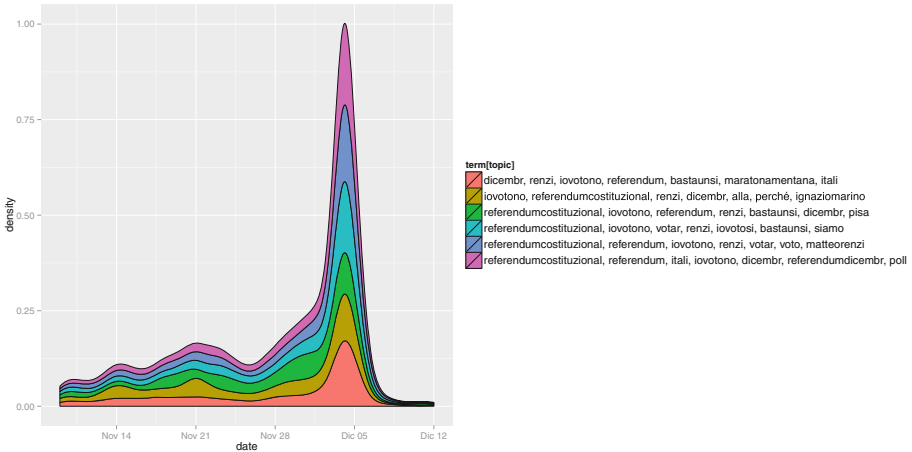 1.00
0.75
0.50
0.25
0.00
density
Nov 14 Nov 21 Nov 28 Dic 05 Dic 12
date
term[topic]
dicembr, renzi, iovotono, referendum, bastaunsi, maratonamentana, itali
iovotono, referendumcostituzional, renzi, dicembr, alla, perché, ignaziomarino
referendumcostituzional, iovotono, referendum, renzi, bastaunsi, dicembr, pisa
referendumcostituzional, iovotono, votar, renzi, iovotosi, bastaunsi, siamo
referendumcostituzional, referendum, iovotono, renzi, votar, voto, matteorenzi
referendumcostituzional, referendum, itali, iovotono, dicembr, referendumdicembr, poll